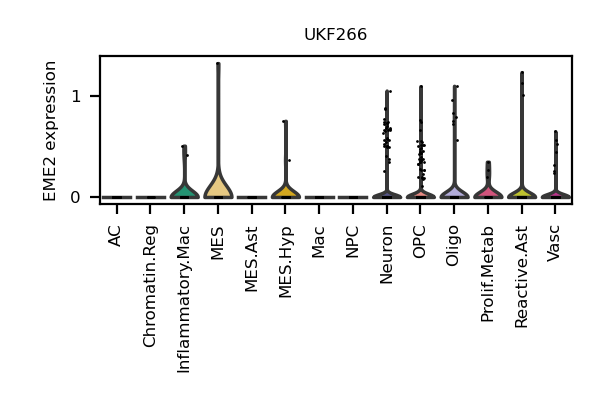 UKF266
EME2 expression
1
0
AC
Chromatin.Reg
Inflammatory.Mac
MES
MES.Ast
MES.Hyp
Mac
NPC
Neuron
OPC
Oligo
Prolif.Metab
Reactive.Ast
Vasc